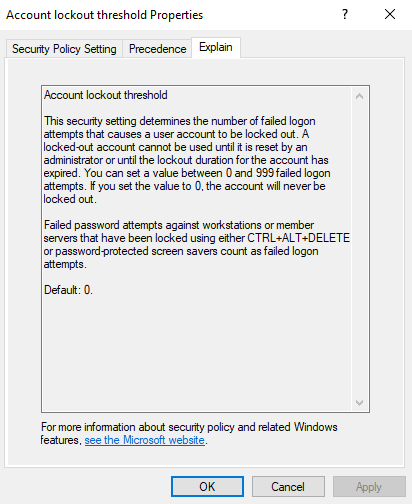 Account lockout threshold Properties
Security Policy Setting Precedence Explain
Account lockout threshold
This security setting determines the number of failed logon
attempts that causes a user account to be locked out. A
locked-out account cannot be used until it is reset by an
administrator or until the lockout duration for the account has
expired. You can set a value between 0 and 999 failed logon
attempts. If you set the value to 0, the account will never be
locked out.
Failed password attempts against workstations or member
servers that have been locked using either CTRL+ALT+DELETE
or password-protected screen savers count as failed logon
attempts.
Default: 0.
For more information about security policy and related Windows
features, see the Microsoft website.
OK Cancel Apply